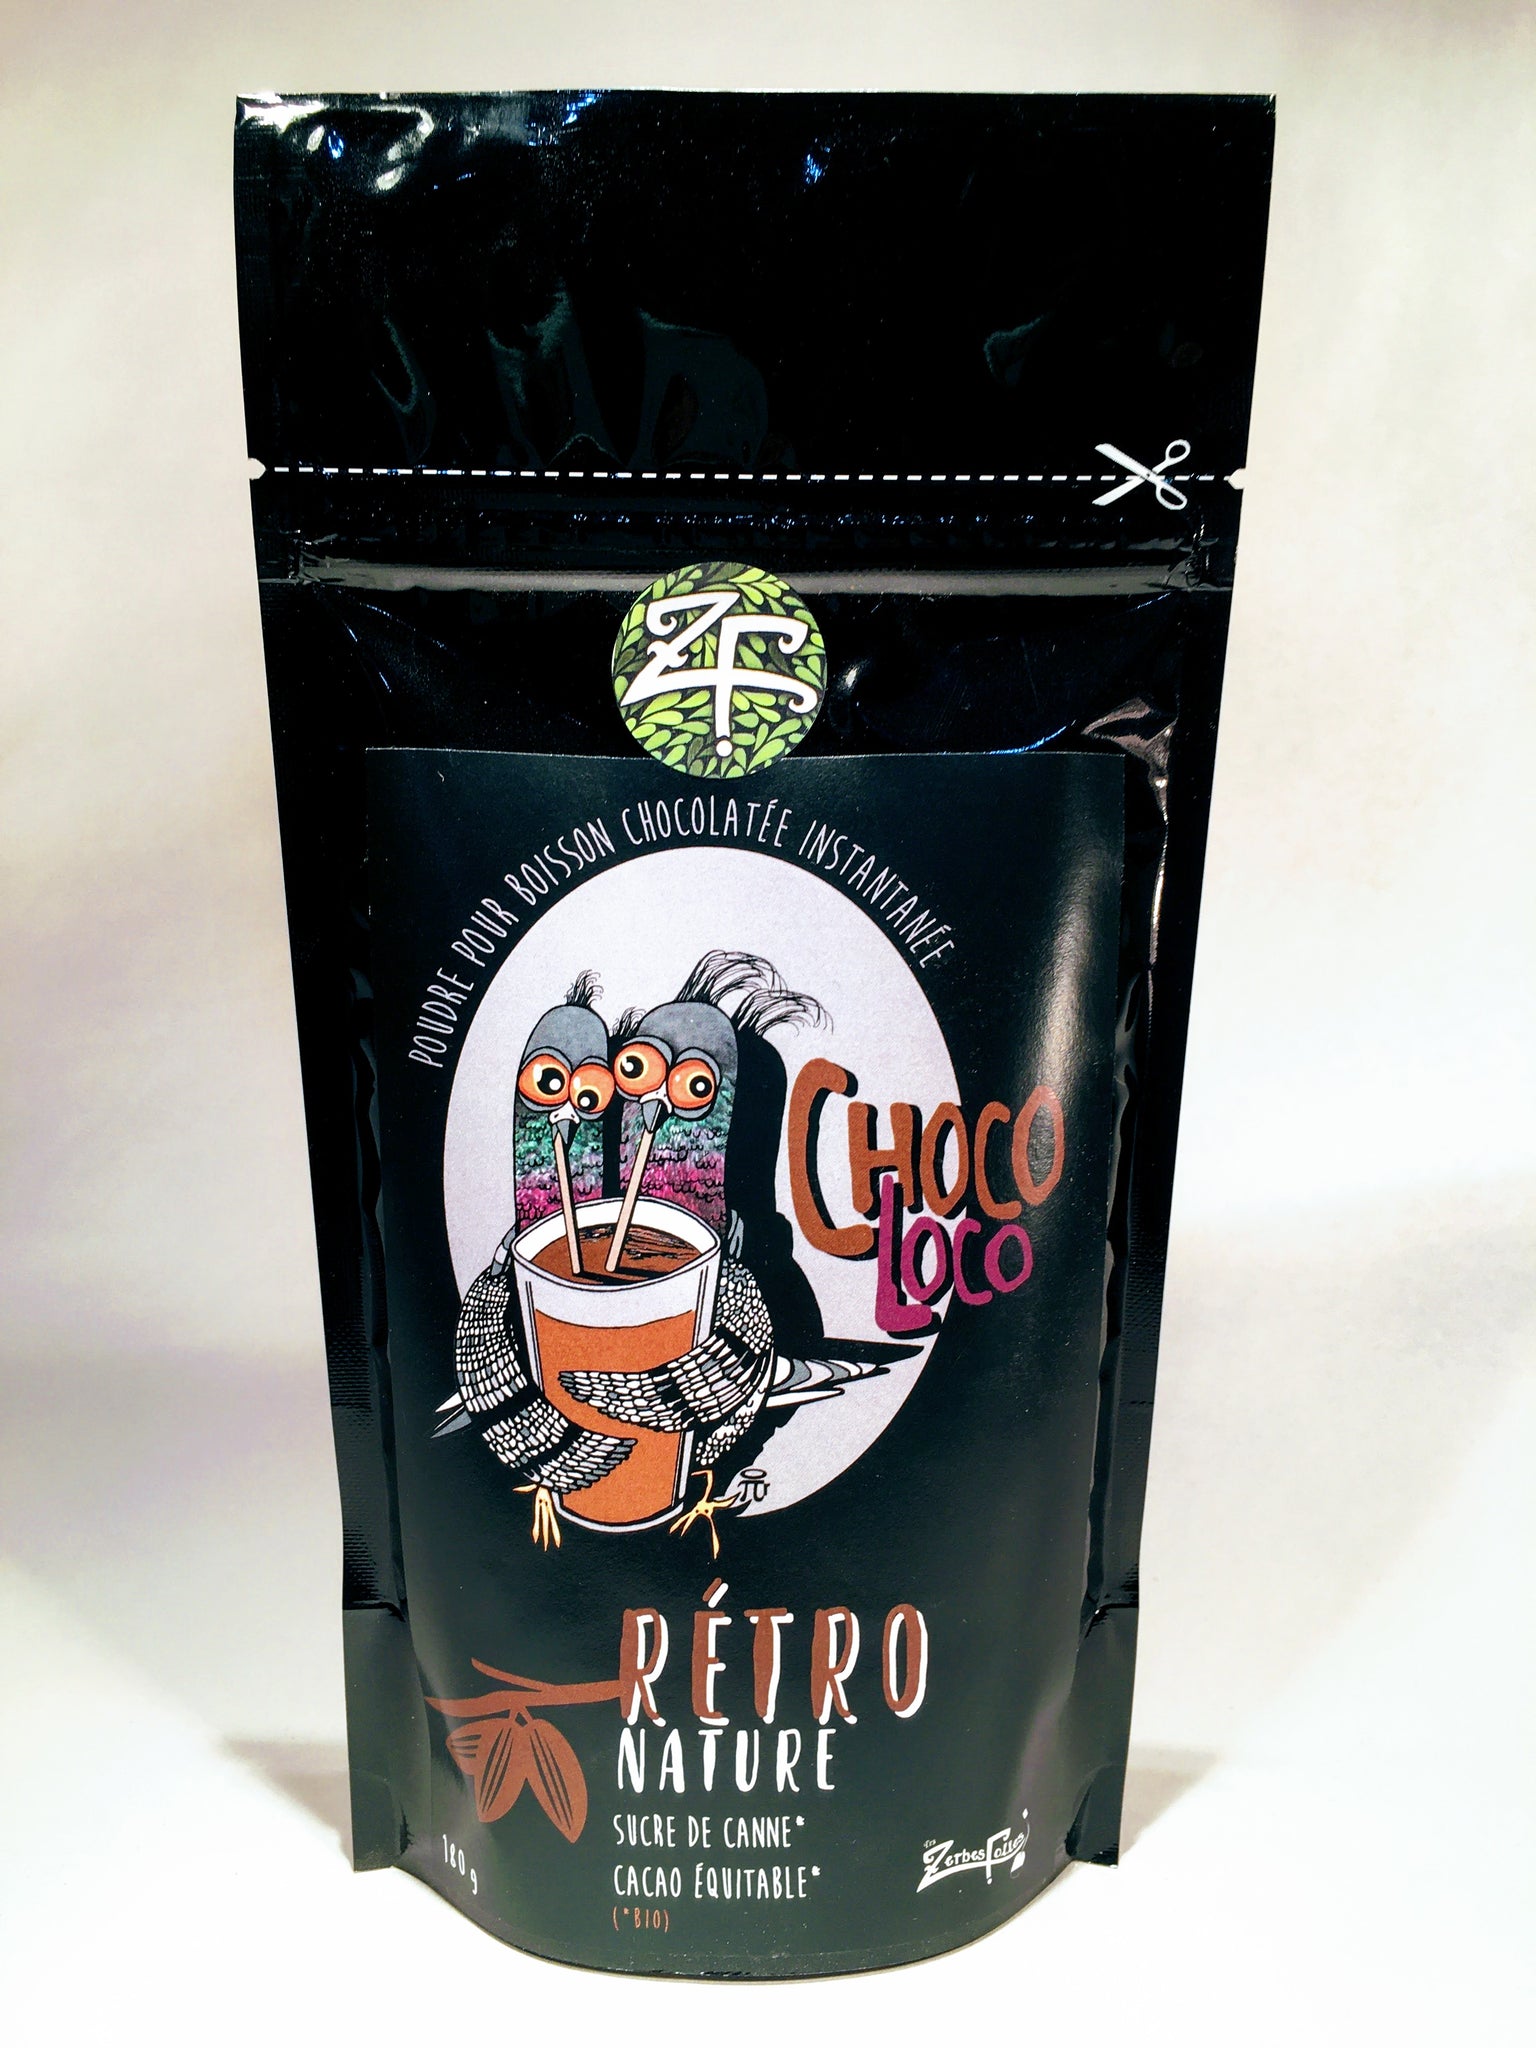 ZF
POUDRE POUR BOISSON CHOCOLATÉE INSTANTANÉE
CHOCO
LOCO
RÉTRO
NATURE
SUCRE DE CANNE*
CACAO ÉQUITABLE*
(*BIO)
180 g
Les Zerbes Folles